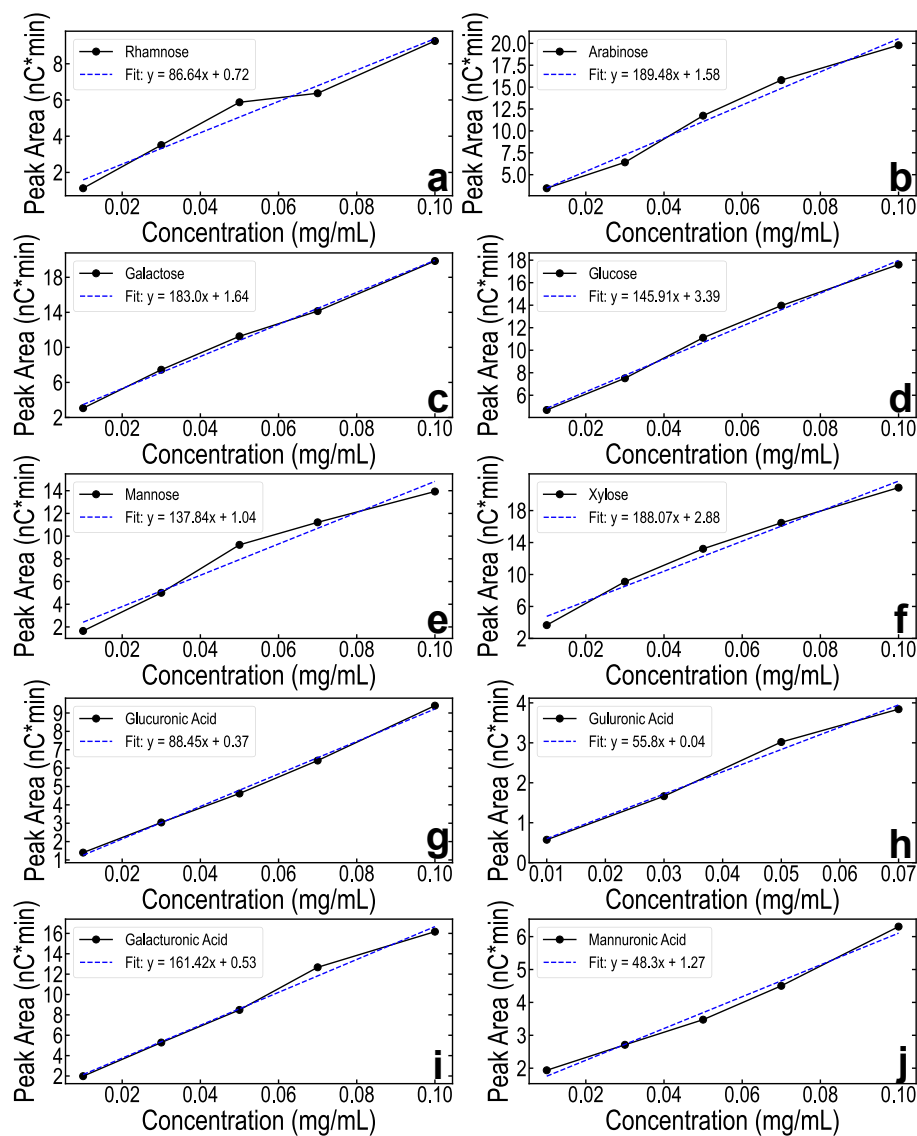 Peak Area (nC*min)
8
6
4
2
Rhamnose
Fit: y = 86.64x + 0.72
a
0.02 0.04 0.06 0.08 0.10
Concentration (mg/mL)
Peak Area (nC*min)
20.0
17.5
15.0
12.5
10.0
7.5
5.0
Arabinose
Fit: y = 189.48x + 1.58
b
0.02 0.04 0.06 0.08 0.10
Concentration (mg/mL)
Peak Area (nC*min)
18
14
10
6
2
Galactose
Fit: y = 183.0x + 1.64
c
0.02 0.04 0.06 0.08 0.10
Concentration (mg/mL)
Peak Area (nC*min)
18
16
14
12
10
8
6
4
Glucose
Fit: y = 145.91x + 3.39
d
0.02 0.04 0.06 0.08 0.10
Concentration (mg/mL)
Peak Area (nC*min)
14
12
10
8
6
4
2
Mannose
Fit: y = 137.84x + 1.04
e
0.02 0.04 0.06 0.08 0.10
Concentration (mg/mL)
Peak Area (nC*min)
18
14
10
6
2
Xylose
Fit: y = 188.07x + 2.88
f
0.02 0.04 0.06 0.08 0.10
Concentration (mg/mL)
Peak Area (nC*min)
9
8
7
6
5
4
3
2
1
Glucuronic Acid
Fit: y = 88.45x + 0.37
g
0.02 0.04 0.06 0.08 0.10
Concentration (mg/mL)
Peak Area (nC*min)
4
3
2
1
0
Guluronic Acid
Fit: y = 55.8x + 0.04
h
0.01 0.02 0.03 0.04 0.05 0.06 0.07
Concentration (mg/mL)
Peak Area (nC*min)
16
14
12
10
8
6
4
2
Galacturonic Acid
Fit: y = 161.42x + 0.53
i
0.02 0.04 0.06 0.08 0.10
Concentration (mg/mL)
Peak Area (nC*min)
6
5
4
3
2
Mannuronic Acid
Fit: y = 48.3x + 1.27
j
0.02 0.04 0.06 0.08 0.10
Concentration (mg/mL)